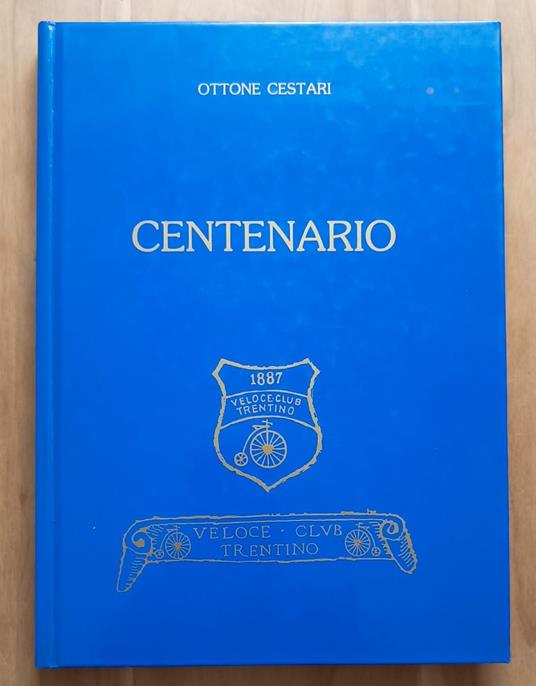 OTTONE CESTARI
CENTENARIO
1887
VELOCE-CLUB
TRENTINO
VELOCE · CLVB
TRENTINO